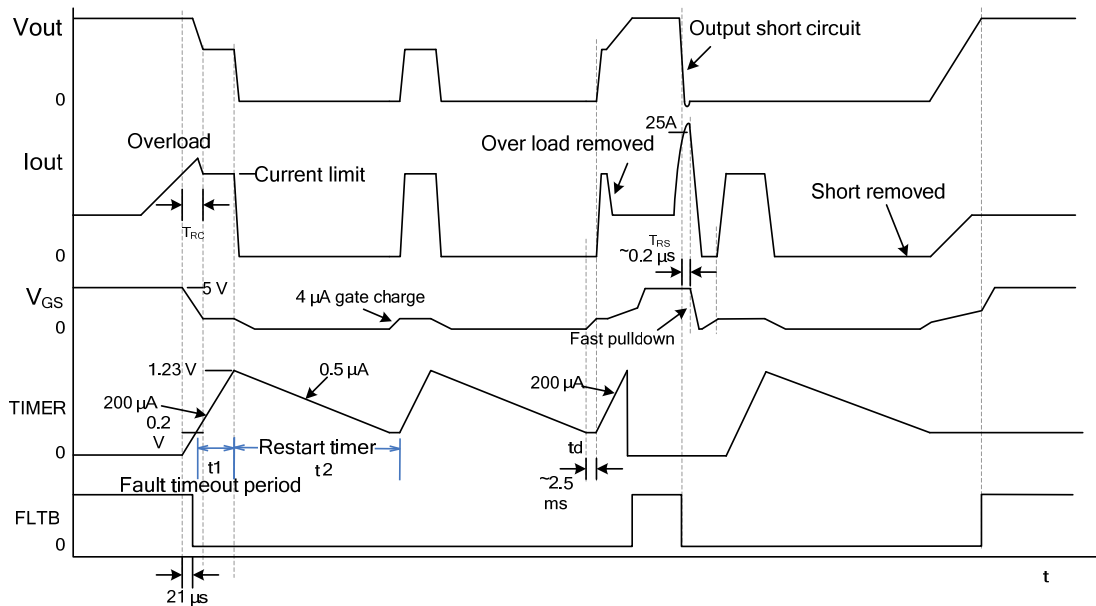 Vout
Output short circuit
0
25A
Overload
Over load removed
Iout
Current limit
Short removed
TRC
0
TRS
~0.2 µs
5 V
VGS
4 µA gate charge
0
Fast pulldown
1.23 V
0.5 µA
200 µA
200 µA
TIMER
0.2
V
Restart timer
td
0
t1
t2
Fault timeout period
~2.5
ms
FLTB
0
t
21 µs